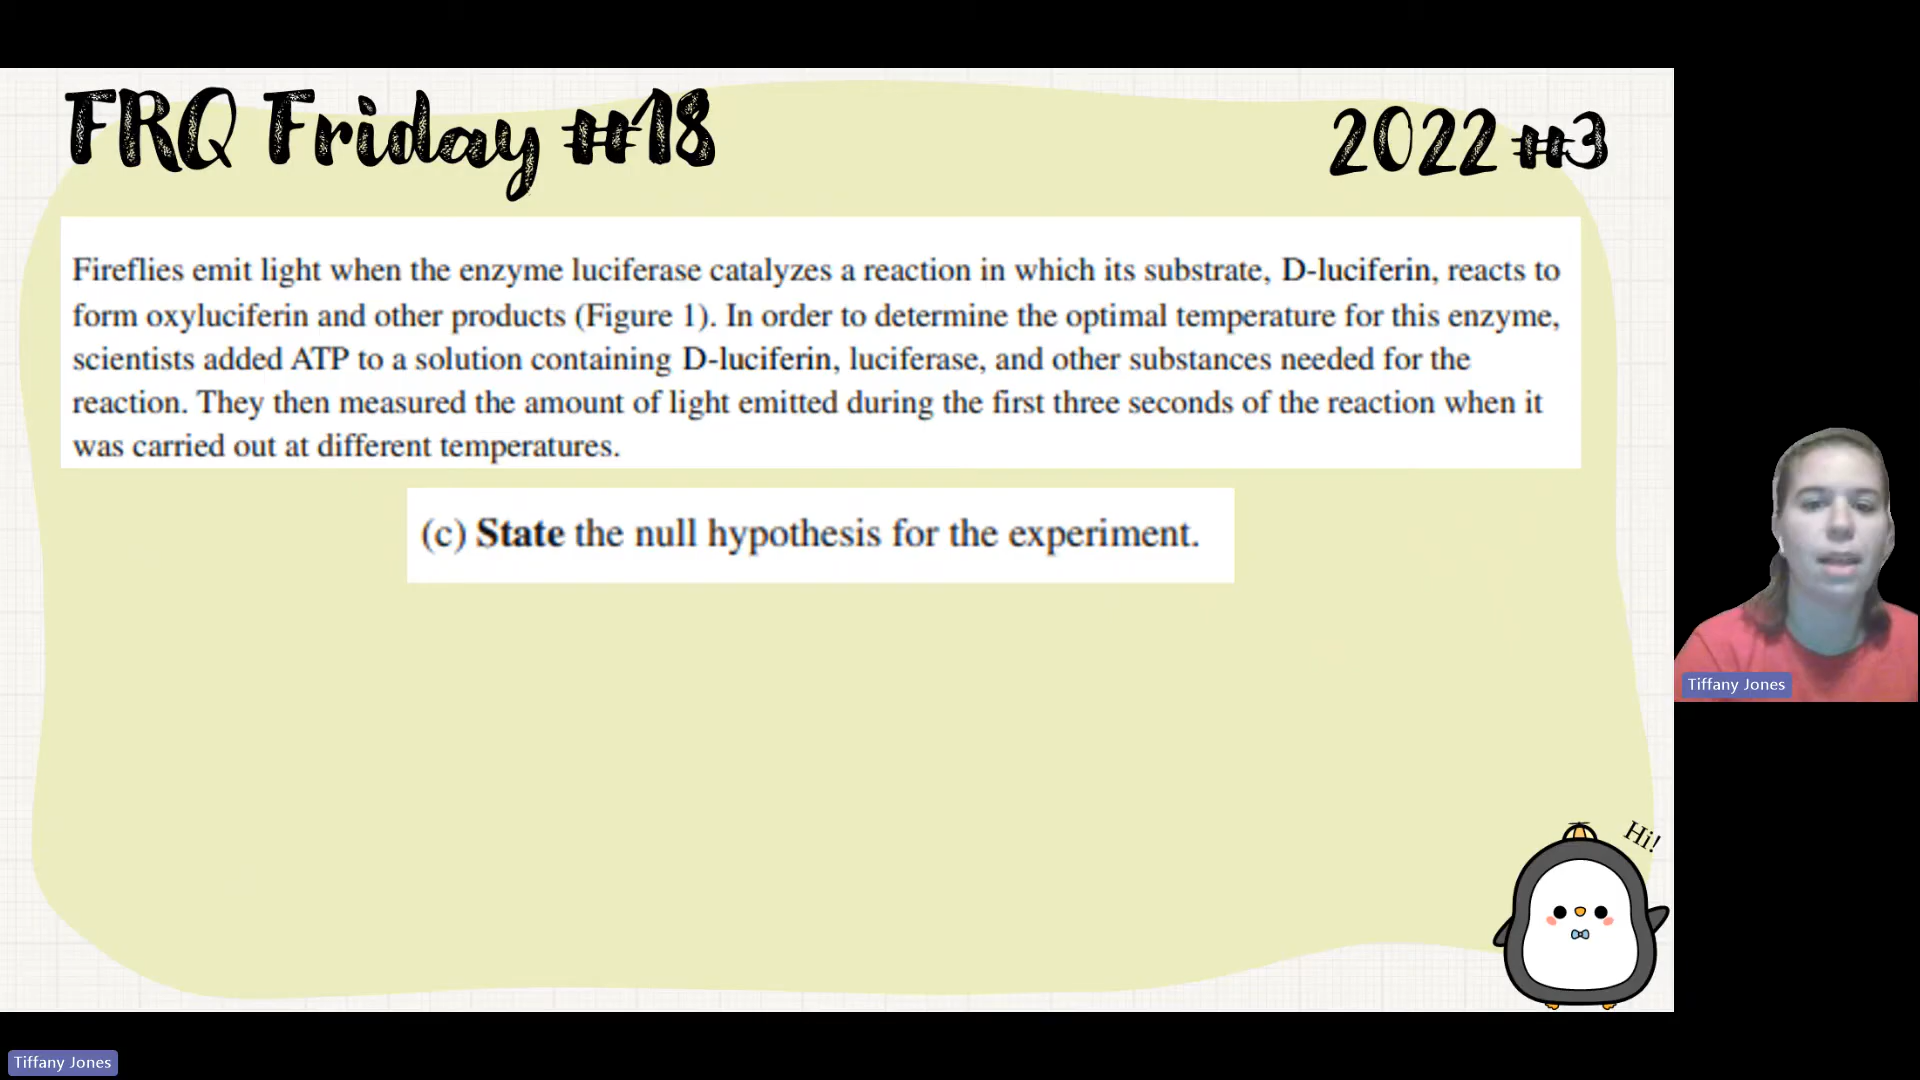 FRQ Friday #18
2022 #3
Fireflies emit light when the enzyme luciferase catalyzes a reaction in which its substrate, D-luciferin, reacts to
form oxyluciferin and other products (Figure 1). In order to determine the optimal temperature for this enzyme,
scientists added ATP to a solution containing D-luciferin, luciferase, and other substances needed for the
reaction. They then measured the amount of light emitted during the first three seconds of the reaction when it
was carried out at different temperatures.
(c) State the null hypothesis for the experiment.
Tiffany Jones
Hi!
Tiffany Jones